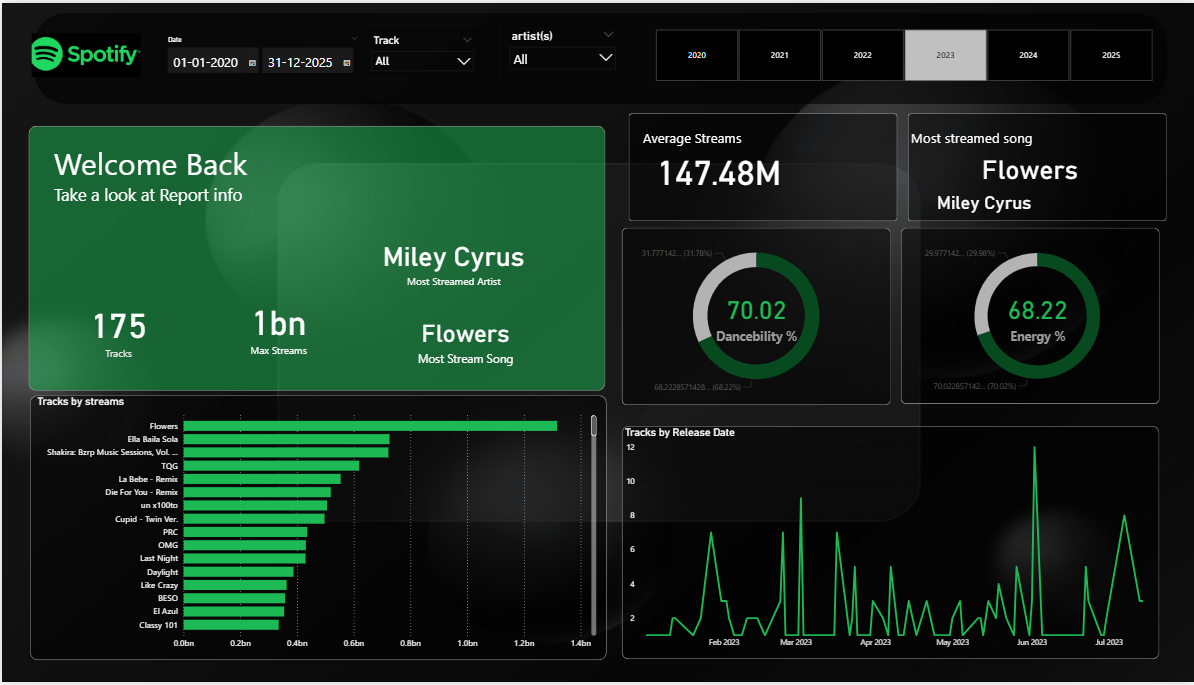 Spotify
Date
01-01-2020
31-12-2025
Track
All
artist(s)
All
2020
2021
2022
2023
2024
2025
Welcome Back
Take a look at Report info
Miley Cyrus
Most Streamed Artist
175
Tracks
1bn
Max Streams
Flowers
Most Stream Song
Average Streams
147.48M
Most streamed song
Flowers
Miley Cyrus
31.777142... (31.78%)
70.02
Dancebility %
68.2228571428... (68.22%)
29.977142... (29.98%)
68.22
Energy %
70.022857142... (70.02%)
Tracks by streams
Flowers
Ella Baila Sola
Shakira: Bzrp Music Sessions, Vol. ...
TQG
La Bebe - Remix
Die For You - Remix
un x100to
Cupid - Twin Ver.
PRC
OMG
Last Night
Daylight
Like Crazy
BESO
El Azul
Classy 101
0.0bn 0.2bn 0.4bn 0.6bn 0.8bn 1.0bn 1.2bn 1.4bn
Tracks by Release Date
12
10
8
6
4
2
Feb 2023 Mar 2023 Apr 2023 May 2023 Jun 2023 Jul 2023